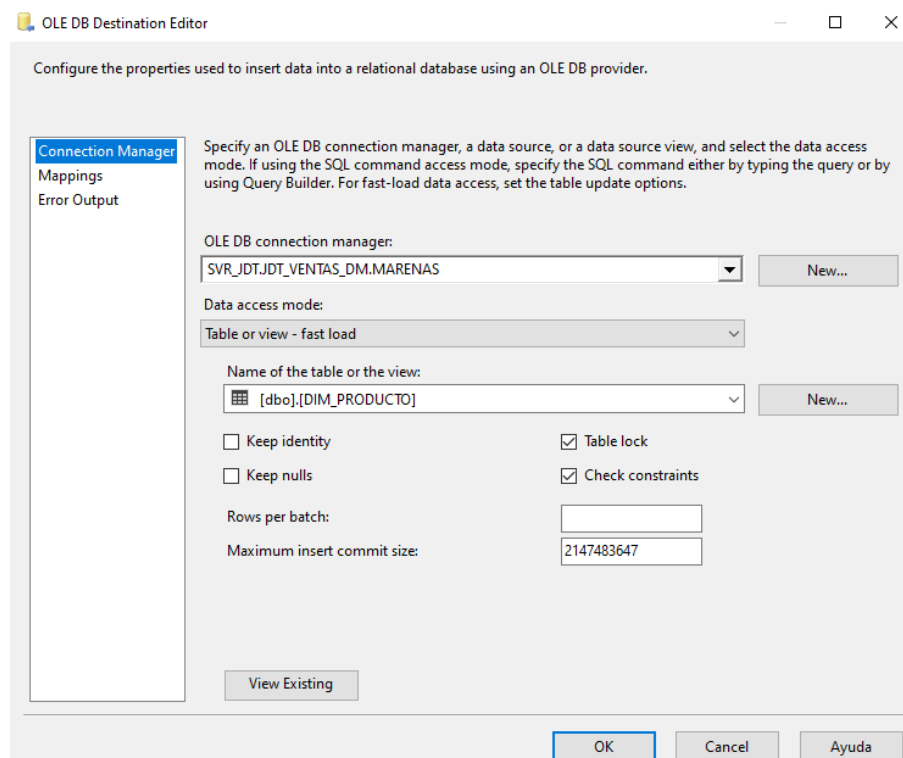 OLE DB Destination Editor
Configure the properties used to insert data into a relational database using an OLE DB provider.
Connection Manager
Mappings
Error Output
Specify an OLE DB connection manager, a data source, or a data source view, and select the data access
mode. If using the SQL command access mode, specify the SQL command either by typing the query or by
using Query Builder. For fast-load data access, set the table update options.
OLE DB connection manager:
SVR_JDT.JDT_VENTAS_DM.MARENAS
New...
Data access mode:
Table or view - fast load
Name of the table or the view:
[dbo].[DIM_PRODUCTO]
New...
Keep identity
Table lock
Keep nulls
Check constraints
Rows per batch:
Maximum insert commit size:
2147483647
View Existing
OK
Cancel
Ayuda